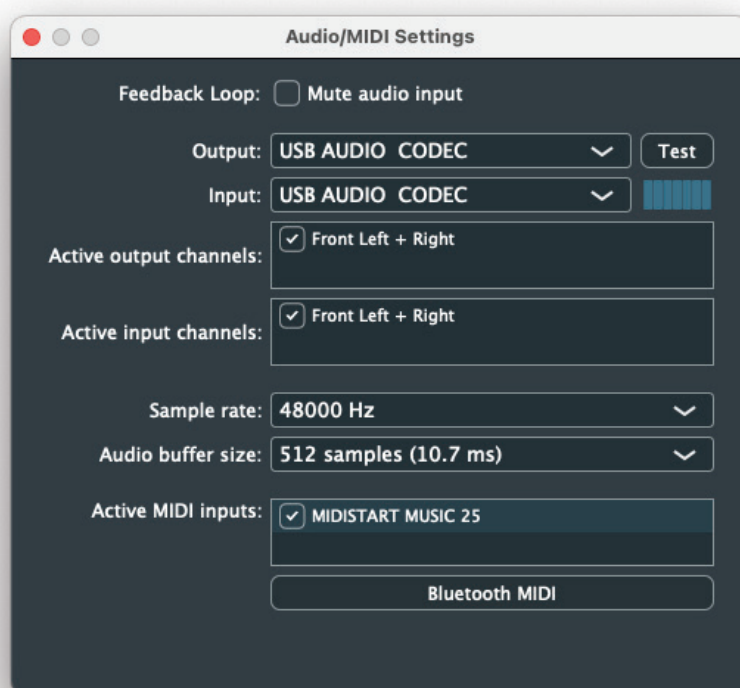 Audio/MIDI Settings
Feedback Loop: Mute audio input
Output: USB AUDIO  CODEC Test
Input: USB AUDIO  CODEC
Active output channels: Front Left + Right
Active input channels: Front Left + Right
Sample rate: 48000 Hz
Audio buffer size: 512 samples (10.7 ms)
Active MIDI inputs: MIDISTART MUSIC 25
Bluetooth MIDI